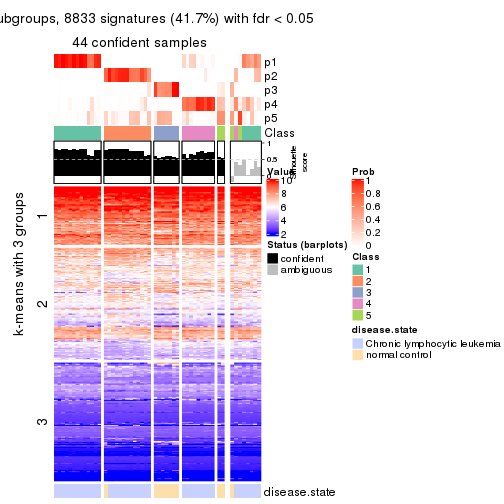 ubgroups, 8833 signatures (41.7%) with fdr < 0.05
44 confident samples
p1
p2
p3
p4
p5
Class
1
0.5
0
Silhouette
score
k-means with 3 groups
1
2
3
disease.state
Value
10
8
6
4
2
Status (barplots)
confident
ambiguous
Prob
1
0.8
0.6
0.4
0.2
0
Class
1
2
3
4
5
disease.state
Chronic lymphocytic leukemia
normal control